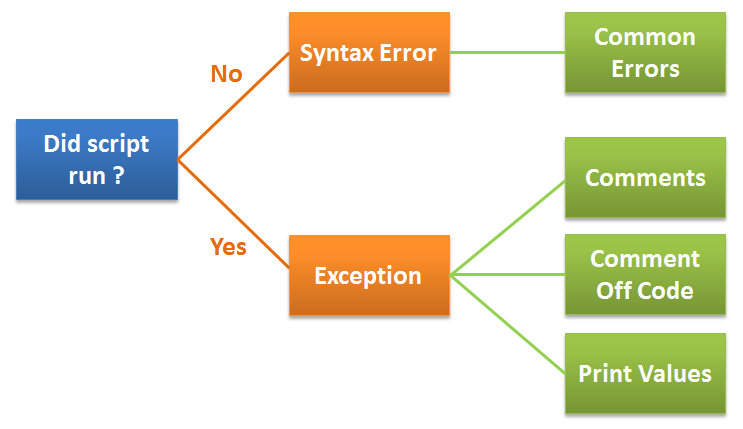 Did script
run ?
No
Yes
Syntax Error
Exception
Common
Errors
Comments
Comment
Off Code
Print Values